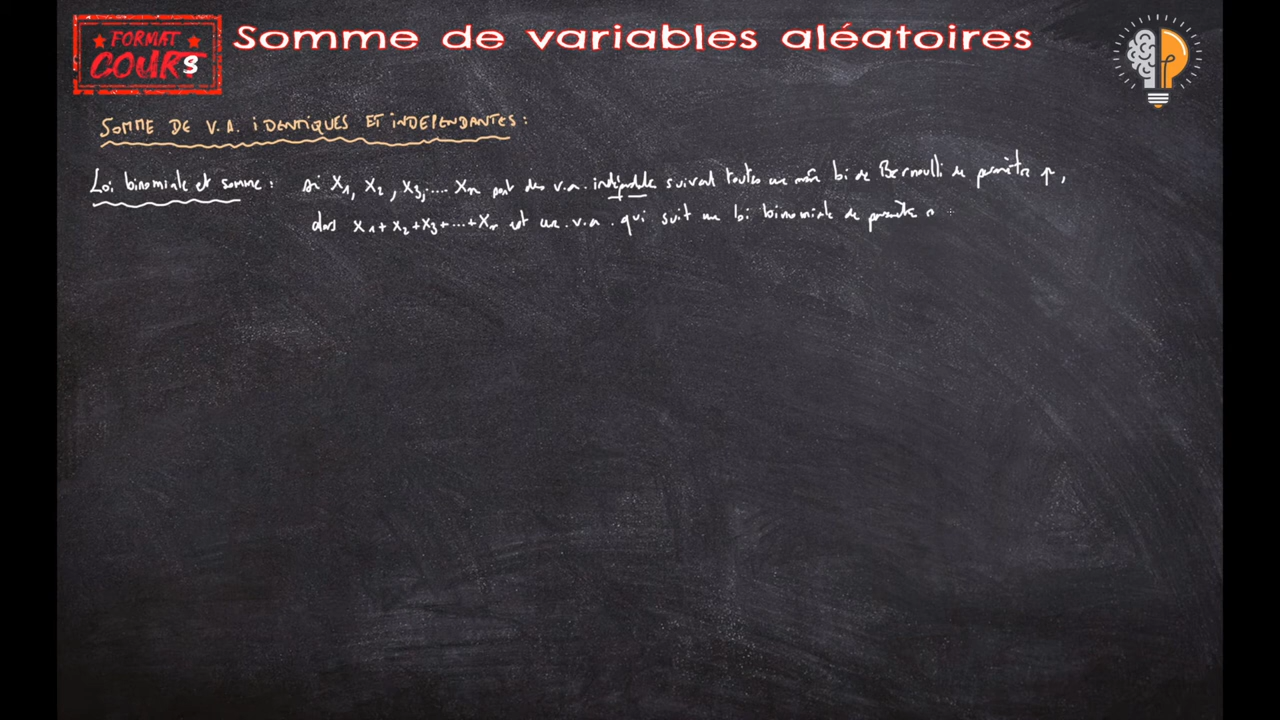 FORMAT
COURS
Somme de variables aléatoires
SOMME DE V.A. IDENTIQUES ET INDEPENDANTES :
Loi binomiale et somme : si X1, X2, X3,.... Xn sont des v.a. indépendantes suivant toutes une même loi de Bernoulli de paramètre p,
alors X1+X2+X3+...+Xn est une v.a. qui suit une loi binomiale de paramètre n